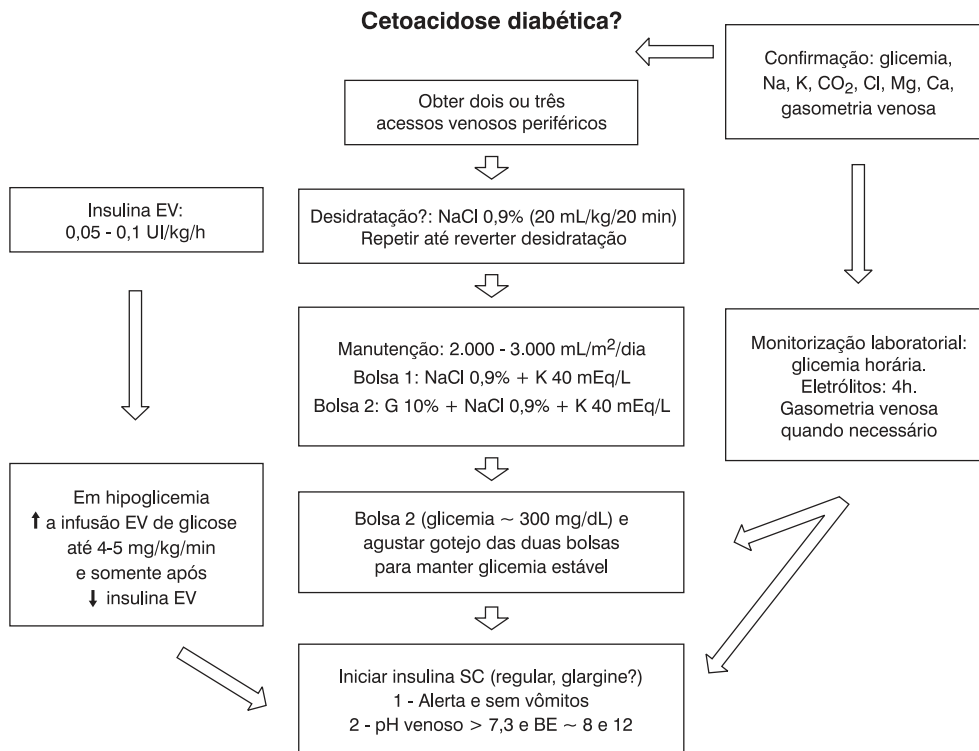 Cetoacidose diabética?
Confirmação: glicemia,
Na, K, CO2, Cl, Mg, Ca,
gasometria venosa
Obter dois ou três
acessos venosos periféricos
Insulina EV:
0,05 - 0,1 UI/kg/h
Desidratação?: NaCl 0,9% (20 mL/kg/20 min)
Repetir até reverter desidratação
Manutenção: 2.000 - 3.000 mL/m2/dia
Bolsa 1: NaCl 0,9% + K 40 mEq/L
Bolsa 2: G 10% + NaCl 0,9% + K 40 mEq/L
Monitorização laboratorial:
glicemia horária.
Eletrólitos: 4h.
Gasometria venosa
quando necessário
Em hipoglicemia
↑ a infusão EV de glicose
até 4-5 mg/kg/min
e somente após
↓ insulina EV
Bolsa 2 (glicemia ~ 300 mg/dL) e
agustar gotejo das duas bolsas
para manter glicemia estável
Iniciar insulina SC (regular, glargine?)
1 - Alerta e sem vômitos
2 - pH venoso > 7,3 e BE ~ 8 e 12